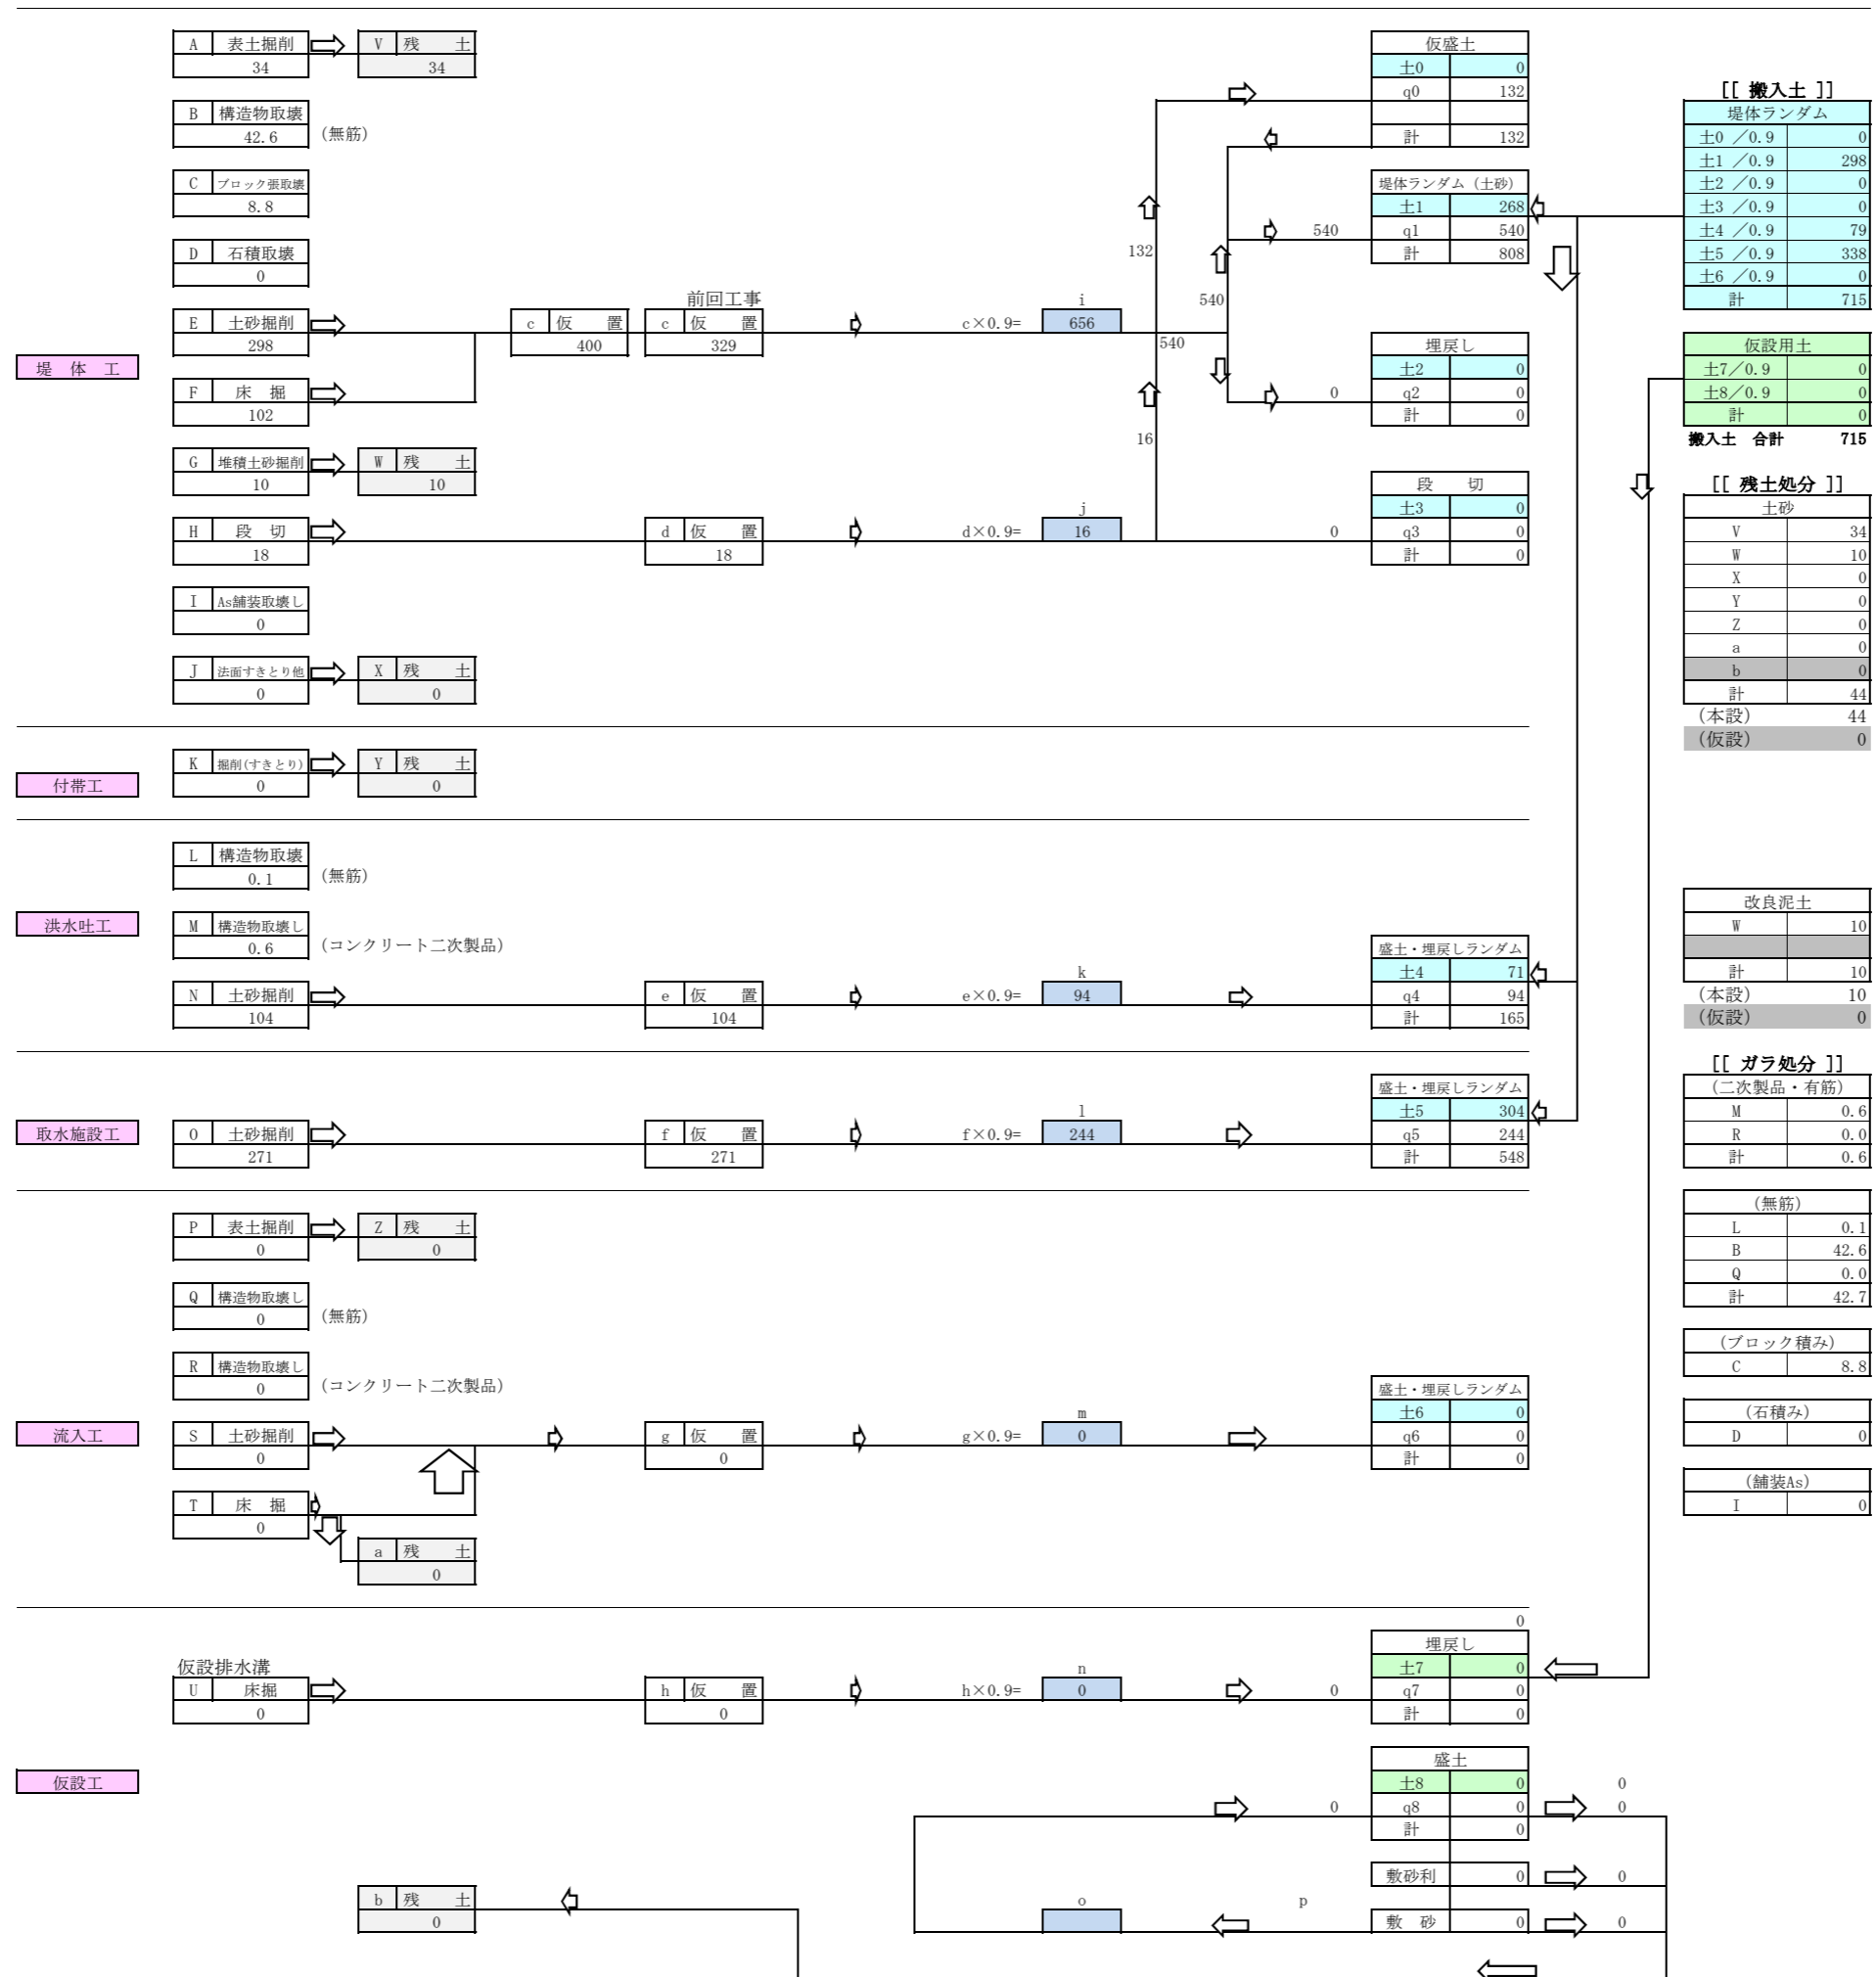 A 表土掘削
34
V 残 土
34
仮盛土
土0 0
q0 132
計 132
[[ 搬入土 ]]
堤体ランダム
土0 ／0.9 0
土1 ／0.9 298
土2 ／0.9 0
土3 ／0.9 0
土4 ／0.9 79
土5 ／0.9 338
土6 ／0.9 0
計 715
B 構造物取壊
42.6
(無筋)
C ブロック張取壊
8.8
堤体ランダム（土砂）
土1 268
q1 540
計 808
540
132
540
D 石積取壊
0
前回工事
E 土砂掘削
298
c 仮 置
400
c 仮 置
329
c×0.9=
i
656
540
埋戻し
土2 0
q2 0
計 0
0
仮設用土
土7／0.9 0
土8／0.9 0
計 0
搬入土 合計 715
堤 体 工
F 床 掘
102
16
G 堆積土砂掘削
10
W 残 土
10
段 切
土3 0
q3 0
計 0
[[ 残土処分 ]]
土砂
V 34
W 10
X 0
Y 0
Z 0
a 0
b 0
計 44
(本設) 44
(仮設) 0
H 段 切
18
d 仮 置
18
d×0.9=
j
16
0
I As舗装取壊し
0
J 法面すきとり他
0
X 残 土
0
付帯工
K 掘削(すきとり)
0
Y 残 土
0
L 構造物取壊
0.1
(無筋)
洪水吐工
M 構造物取壊し
0.6
(コンクリート二次製品)
改良泥土
W 10
計 10
(本設) 10
(仮設) 0
N 土砂掘削
104
e 仮 置
104
e×0.9=
k
94
盛土・埋戻しランダム
土4 71
q4 94
計 165
取水施設工
O 土砂掘削
271
f 仮 置
271
f×0.9=
l
244
盛土・埋戻しランダム
土5 304
q5 244
計 548
[[ ガラ処分 ]]
(二次製品・有筋)
M 0.6
R 0.0
計 0.6
(無筋)
L 0.1
B 42.6
Q 0.0
計 42.7
(ブロック積み)
C 8.8
(石積み)
D 0
(舗装As)
I 0
P 表土掘削
0
Z 残 土
0
Q 構造物取壊し
0
(無筋)
R 構造物取壊し
0
(コンクリート二次製品)
流入工
S 土砂掘削
0
g 仮 置
0
g×0.9=
m
0
盛土・埋戻しランダム
土6 0
q6 0
計 0
T 床 掘
0
a 残 土
0
0
仮設排水溝
U 床掘
0
h 仮 置
0
h×0.9=
n
0
0
埋戻し
土7 0
q7 0
計 0
仮設工
盛土
土8 0 0
0 q8 0 0
計 0
敷砂利 0 0
b 残 土
0
o
p
敷 砂 0 0